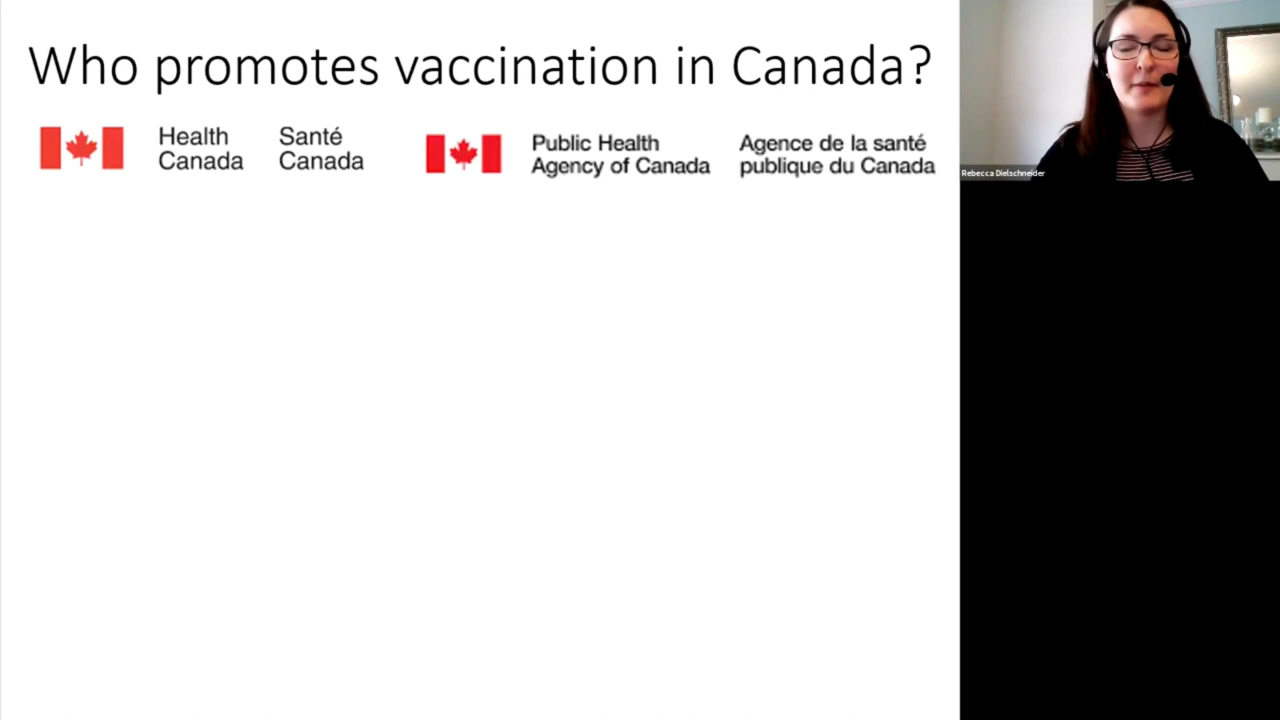 Who promotes vaccination in Canada?
Health Santé
Canada Canada
Public Health Agence de la santé
Agency of Canada publique du Canada
Rebecca Dielschneider